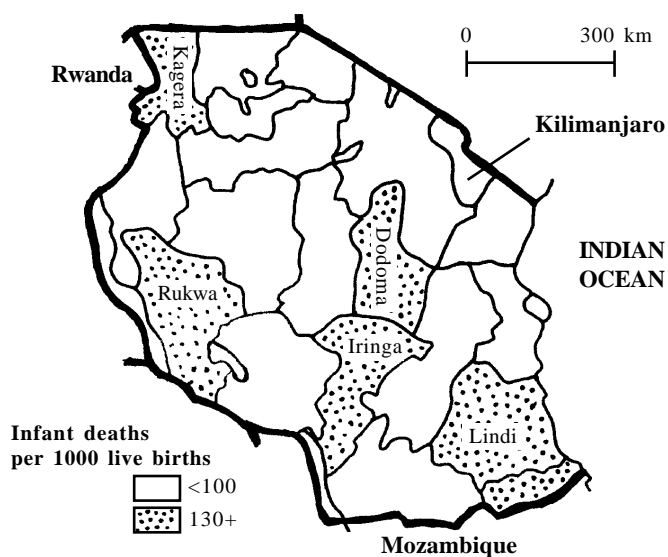 0 300 km
Rwanda
Kagera
Kilimanjaro
INDIAN
OCEAN
Dodoma
Rukwa
Iringa
Lindi
Infant deaths
per 1000 live births
<100
130+
Mozambique